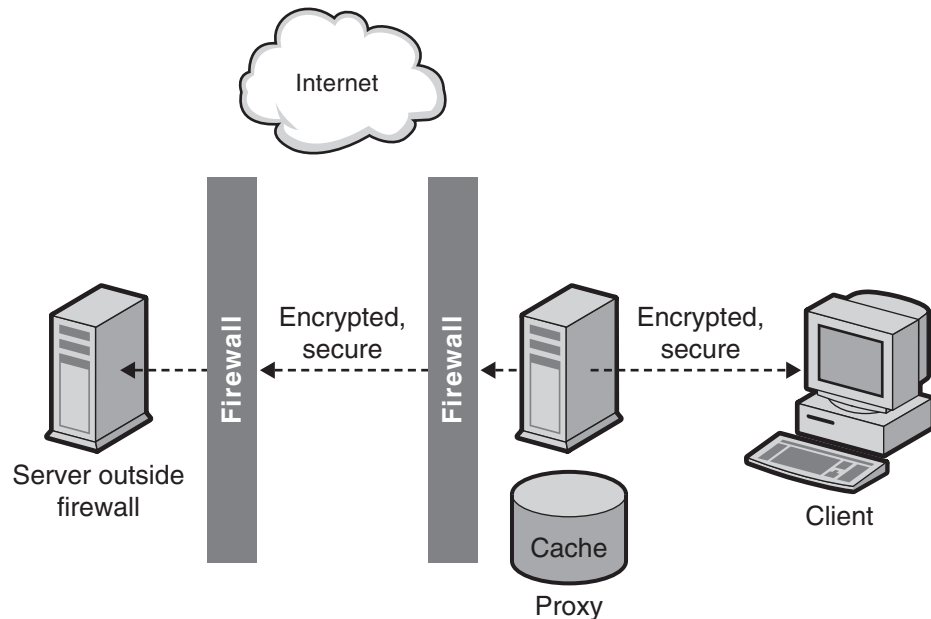 Internet
Firewall
Encrypted,
secure
Firewall
Encrypted,
secure
Server outside
firewall
Cache
Proxy
Client